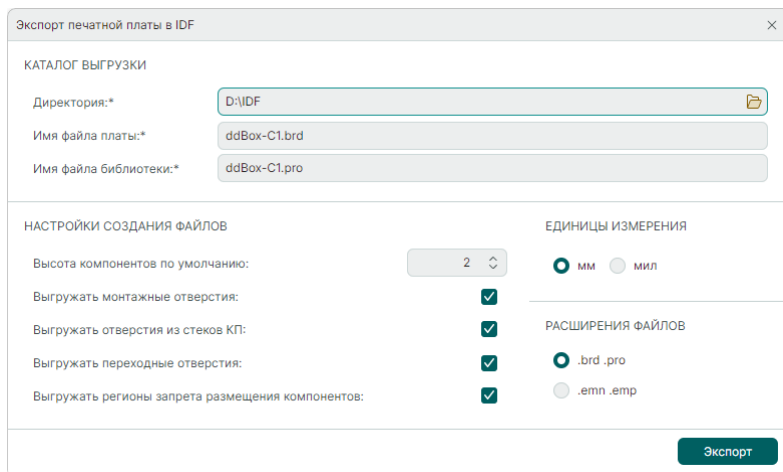 Экспорт печатной платы в IDF
КАТАЛОГ ВЫГРУЗКИ
Директория:* D:\IDF
Имя файла платы:* ddBox-C1.brd
Имя файла библиотеки:* ddBox-C1.pro
НАСТРОЙКИ СОЗДАНИЯ ФАЙЛОВ
Высота компонентов по умолчанию: 2
Выгружать монтажные отверстия:
Выгружать отверстия из стеков КП:
Выгружать переходные отверстия:
Выгружать регионы запрета размещения компонентов:
ЕДИНИЦЫ ИЗМЕРЕНИЯ
мм мил
РАСШИРЕНИЯ ФАЙЛОВ
.brd .pro
.emn .emp
Экспорт